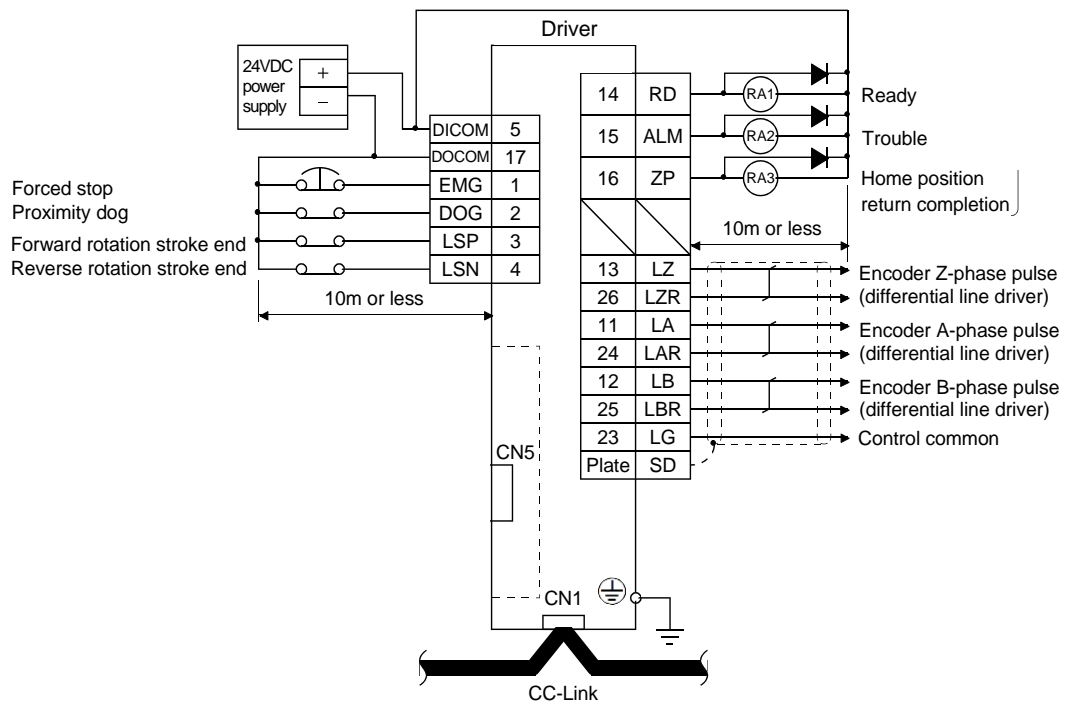 Driver
24VDC
power
supply
+
−
DICOM 5
DOCOM 17
Forced stop EMG 1
Proximity dog DOG 2
Forward rotation stroke end LSP 3
Reverse rotation stroke end LSN 4
10m or less
14 RD RA1 Ready
15 ALM RA2 Trouble
16 ZP RA3 Home position
return completion
10m or less
13 LZ Encoder Z-phase pulse
26 LZR (differential line driver)
11 LA Encoder A-phase pulse
24 LAR (differential line driver)
12 LB Encoder B-phase pulse
25 LBR (differential line driver)
23 LG Control common
Plate SD
CN5
CN1
CC-Link